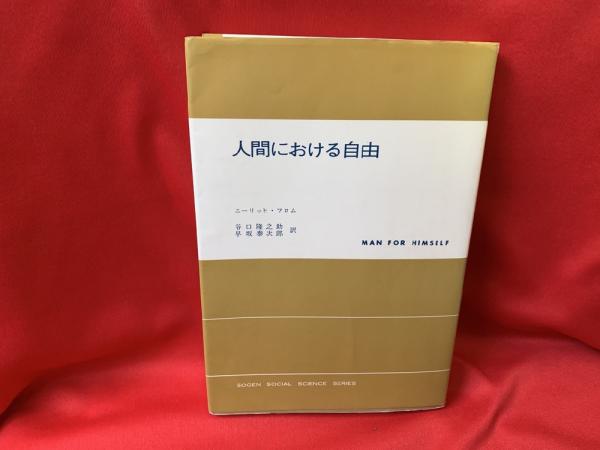 人間における自由
エーリッヒ・フロム
谷口隆之助
早坂泰次郎 訳
MAN FOR HIMSELF
SOGEN SOCIAL SCIENCE SERIES